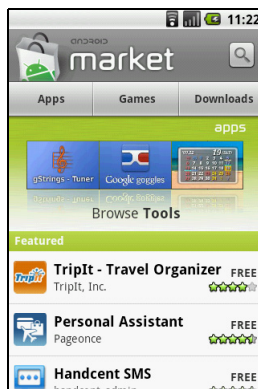 11:22
ANDROID
market
Apps Games Downloads
apps
gStrings - Tuner Google goggles
Browse Tools
Featured
TripIt - Travel Organizer FREE
TripIt, Inc.
Personal Assistant FREE
Pageonce
Handcent SMS FREE